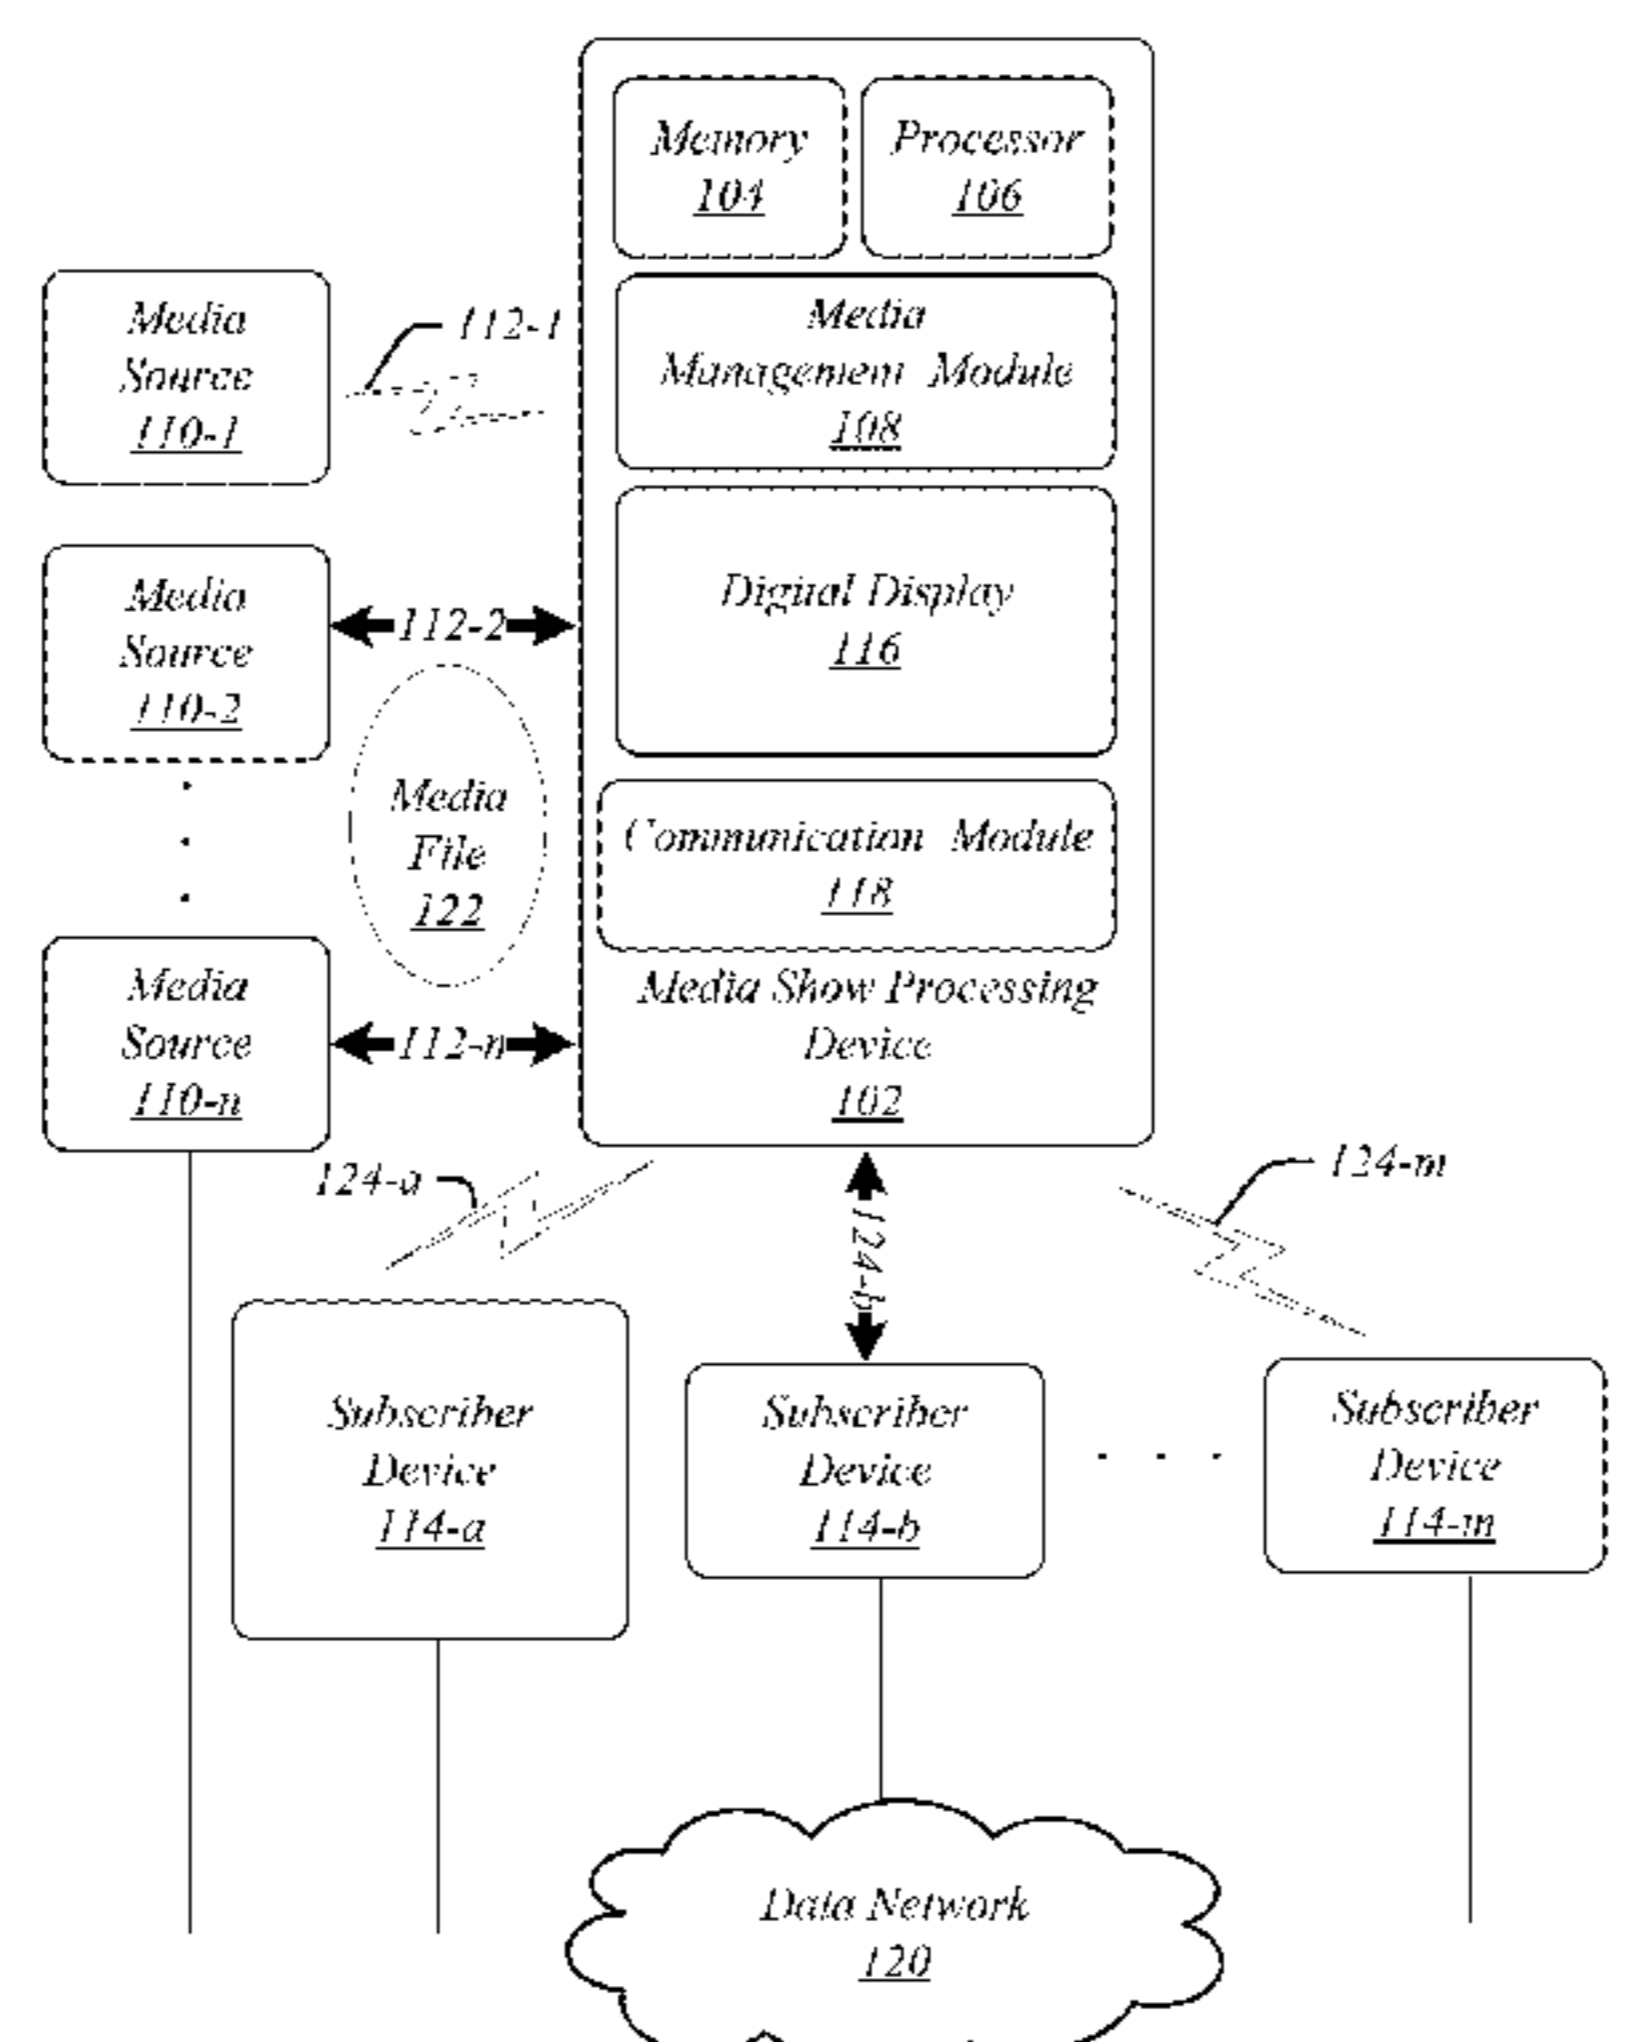 Memory
104
Processor
106
Media
Management Module
108
Digital Display
116
Communication Module
118
Media Show Processing
Device
102
Media
Source
110-1
112-1
Media
Source
110-2
112-2
Media
File
122
Media
Source
110-n
112-n
124-a
124-b
124-m
Subscriber
Device
114-a
Subscriber
Device
114-b
Subscriber
Device
114-m
Data Network
120